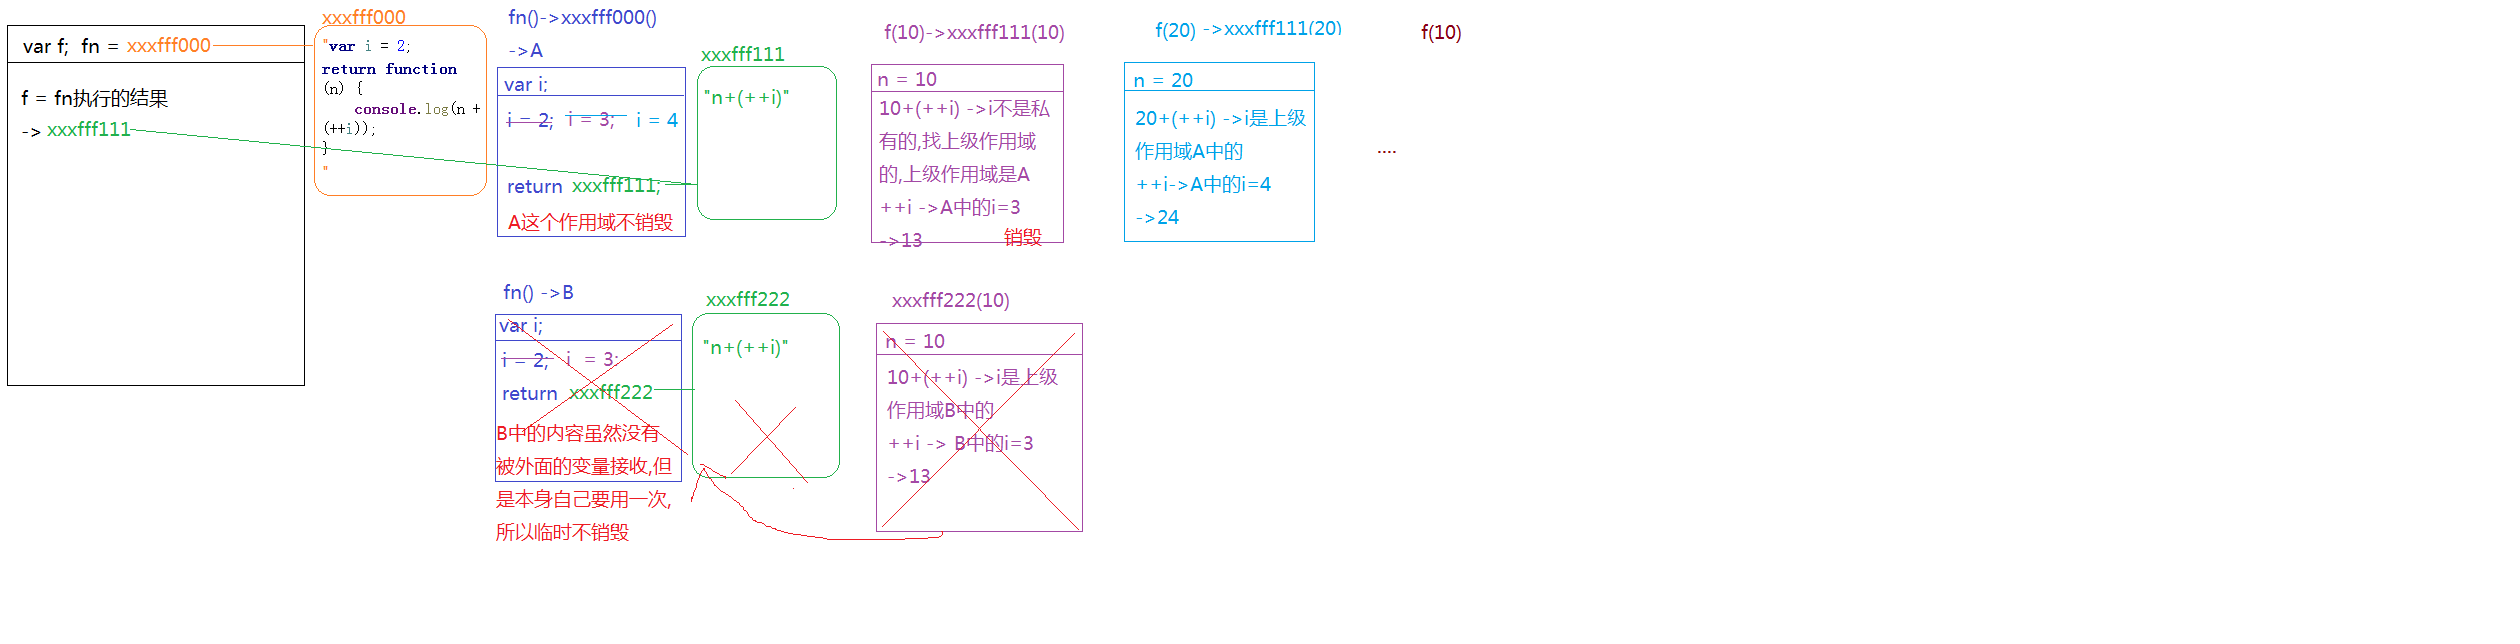 var f;  fn = xxxfff000
f = fn执行的结果
-> xxxfff111
xxxfff000
"var i = 2;
return function
(n) {
console.log(n +
(++i));
}
"
fn()->xxxfff000()
->A
var i;
i = 2; i = 3; i = 4
return xxxfff111;
A这个作用域不销毁
xxxfff111
"n+(++i)"
f(10)->xxxfff111(10)
n = 10
10+(++i) ->i不是私
有的,找上级作用域
的,上级作用域是A
++i ->A中的i=3
->13 销毁
f(20) ->xxxfff111(20)
n = 20
20+(++i) ->i是上级
作用域A中的
++i->A中的i=4
->24
f(10)
....
fn() ->B
var i;
i = 2; i = 3;
return xxxfff222
B中的内容虽然没有
被外面的变量接收,但
是本身自己要用一次,
所以临时不销毁
xxxfff222
"n+(++i)"
xxxfff222(10)
n = 10
10+(++i) ->i是上级
作用域B中的
++i -> B中的i=3
->13